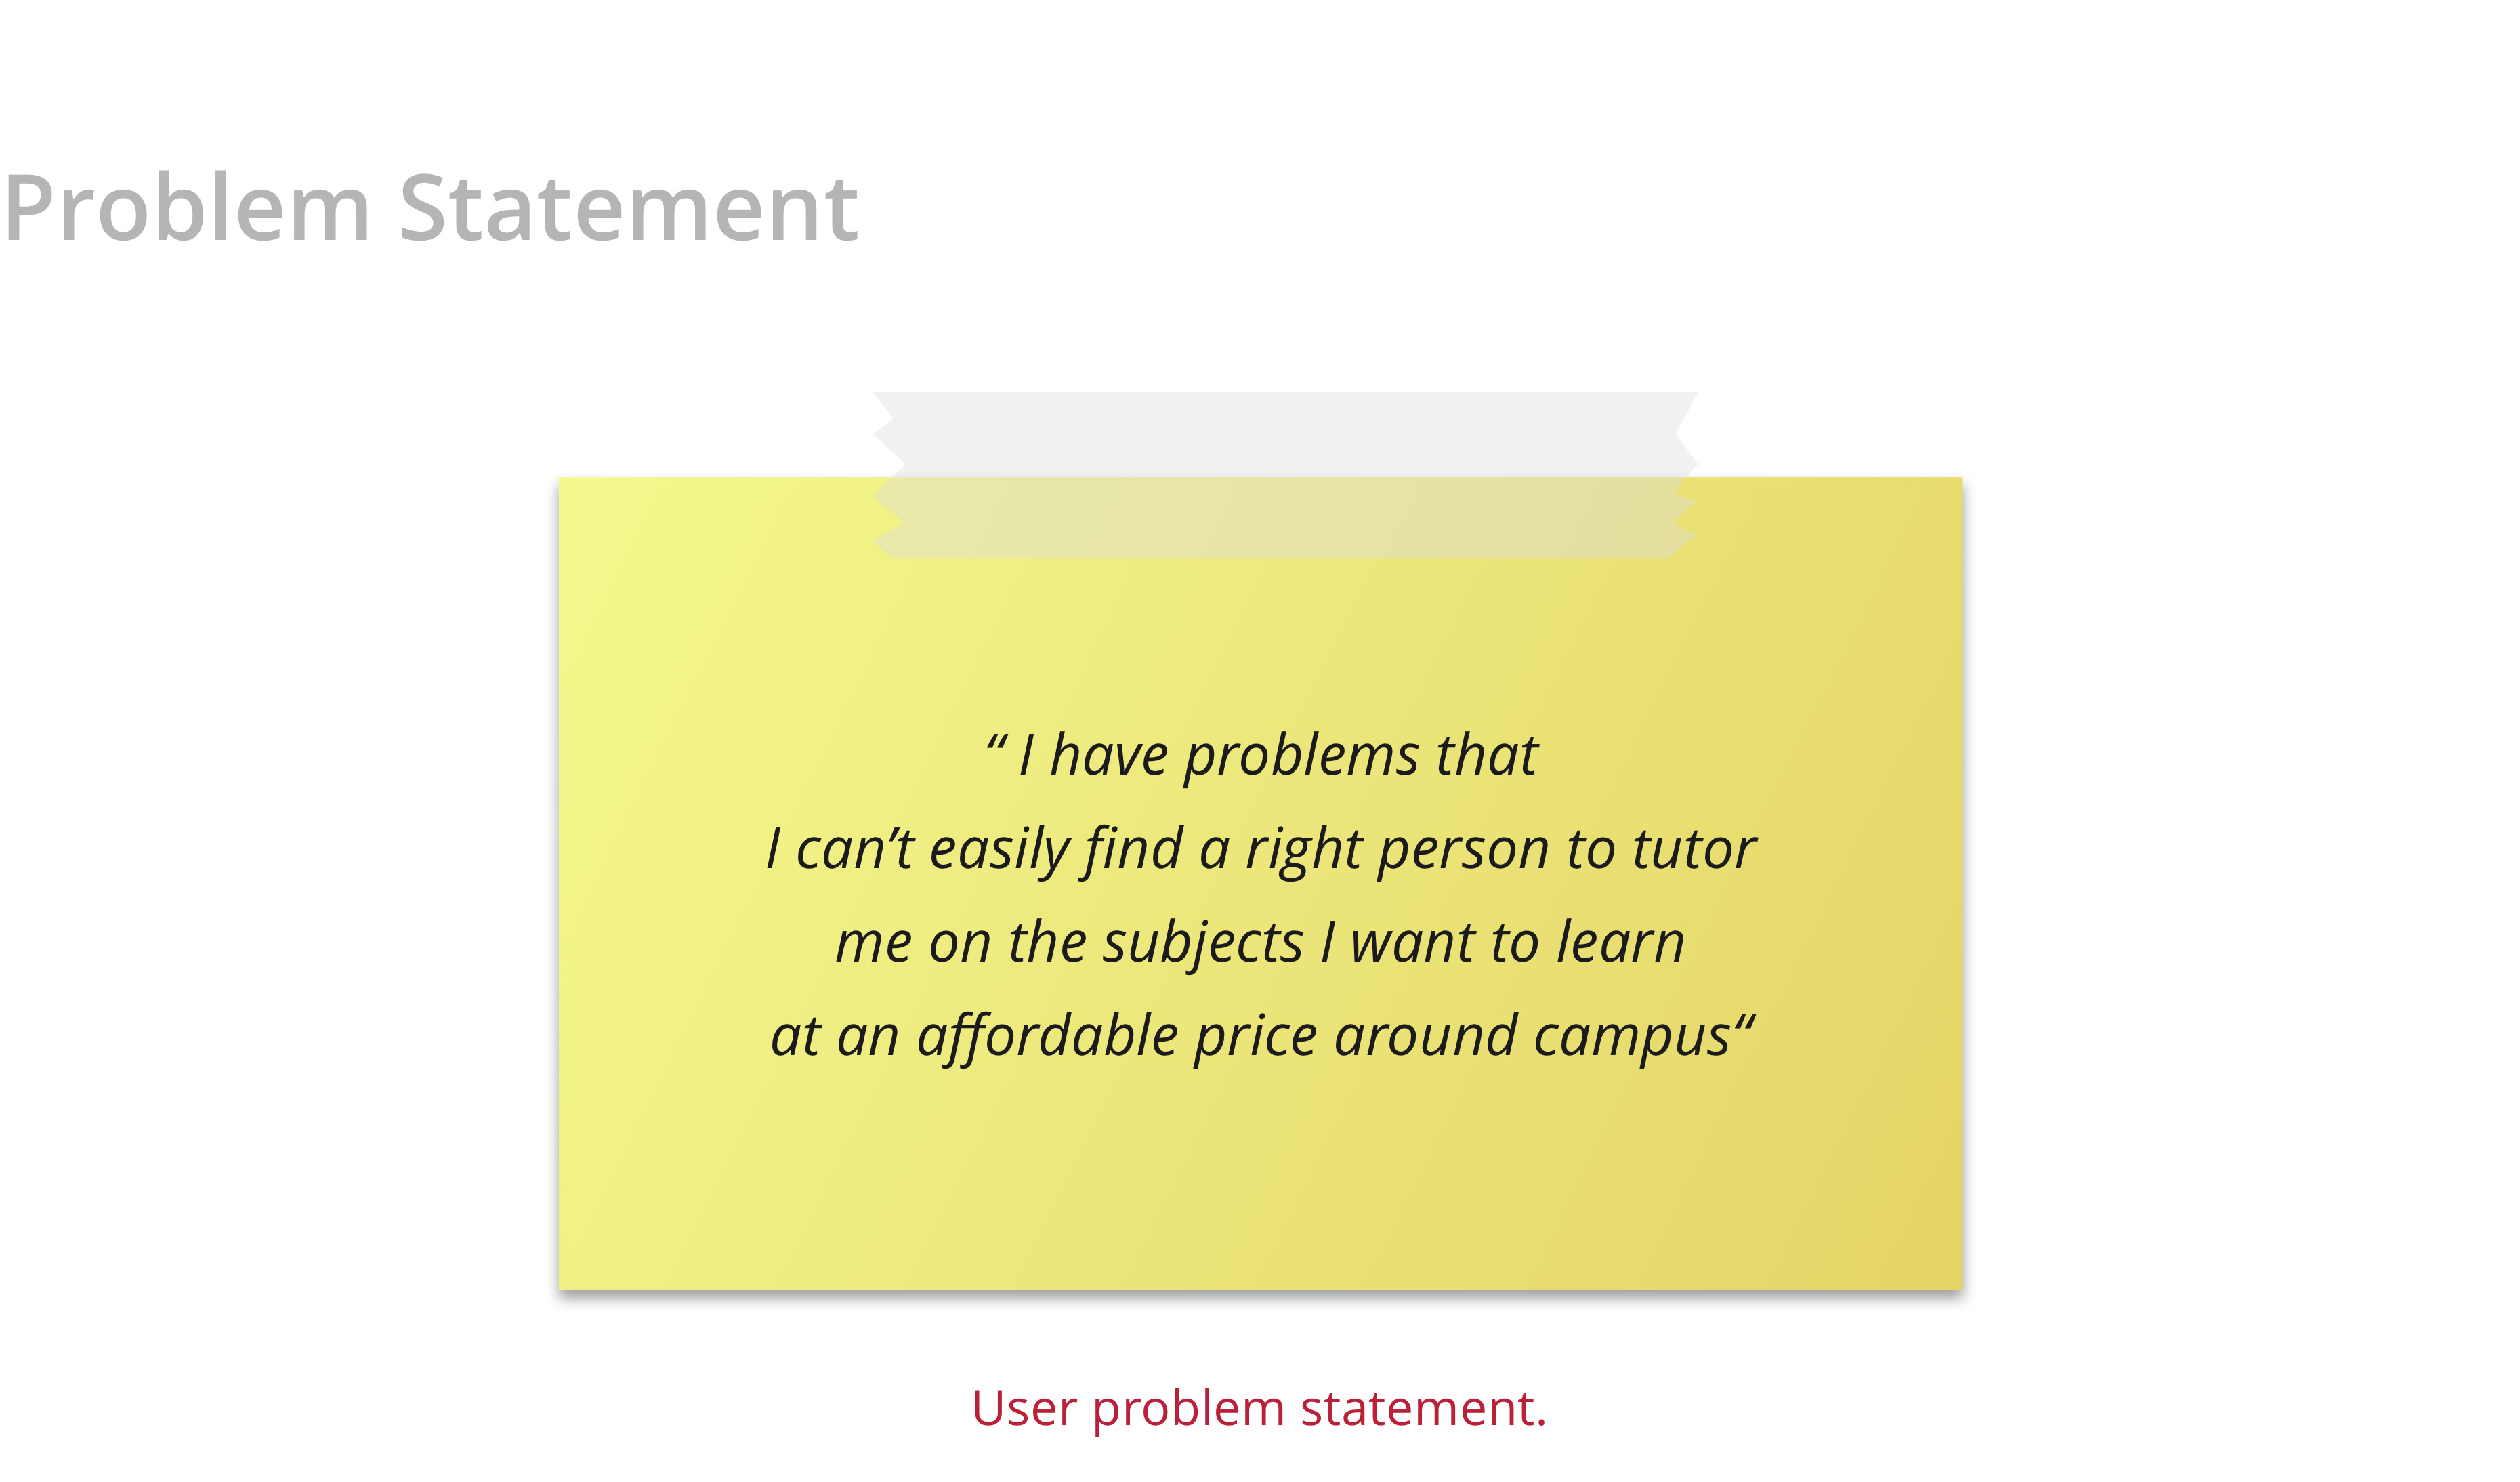 Problem Statement
“ I have problems that
I can’t easily find a right person to tutor
me on the subjects I want to learn
at an affordable price around campus“
User problem statement.